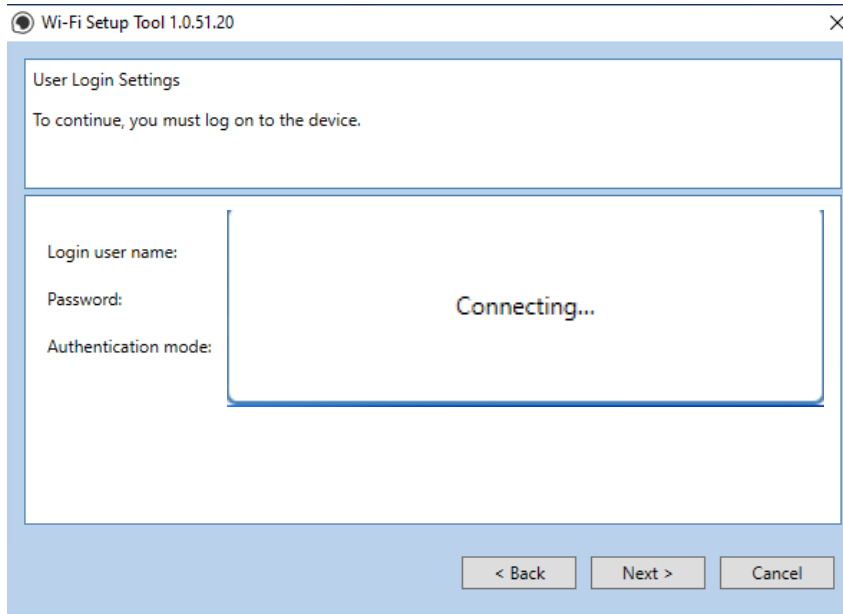 Wi-Fi Setup Tool 1.0.51.20
User Login Settings
To continue, you must log on to the device.
Login user name:
Password:
Authentication mode:
Connecting...
< Back
Next >
Cancel